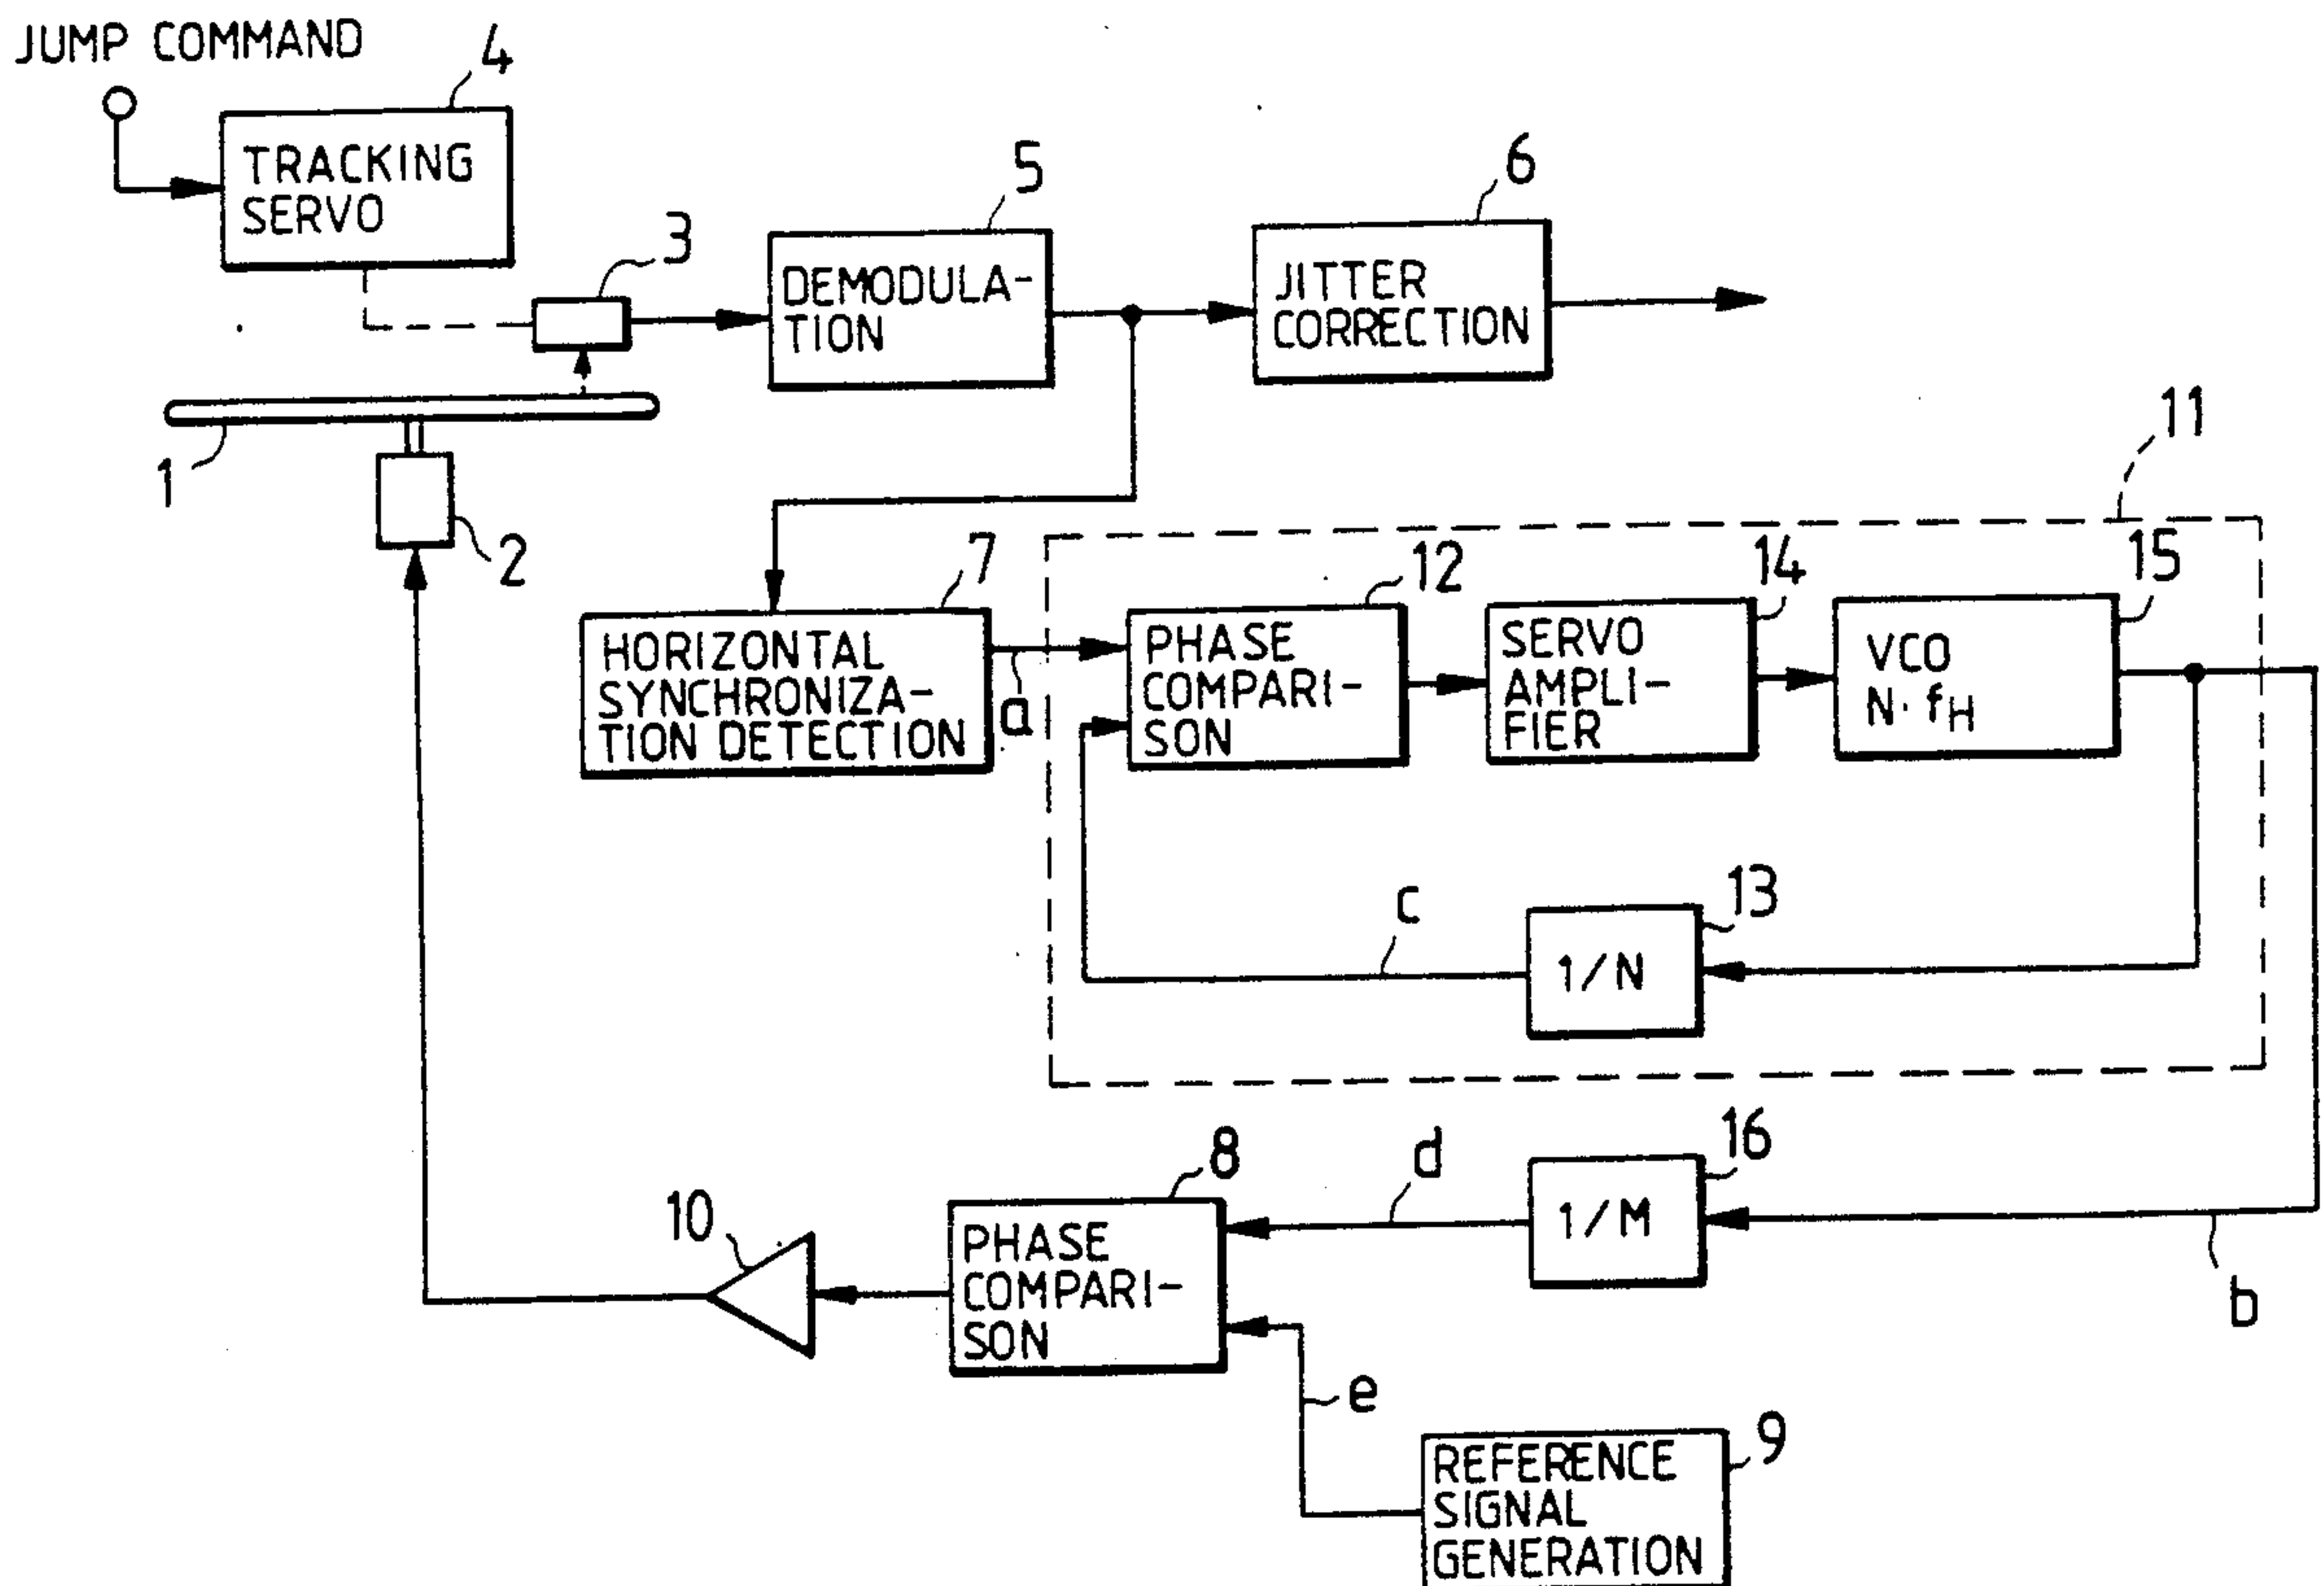 JUMP COMMAND
4
TRACKING
SERVO
3
5
DEMODULA-
TION
6
JITTER
CORRECTION
1
2
11
7
HORIZONTAL
SYNCHRONIZA-
TION DETECTION
a
12
PHASE
COMPARI-
SON
14
SERVO
AMPLI-
FIER
15
VCO
N·fH
c
13
1/N
10
8
PHASE
COMPARI-
SON
d
16
1/M
b
e
9
REFERENCE
SIGNAL
GENERATION